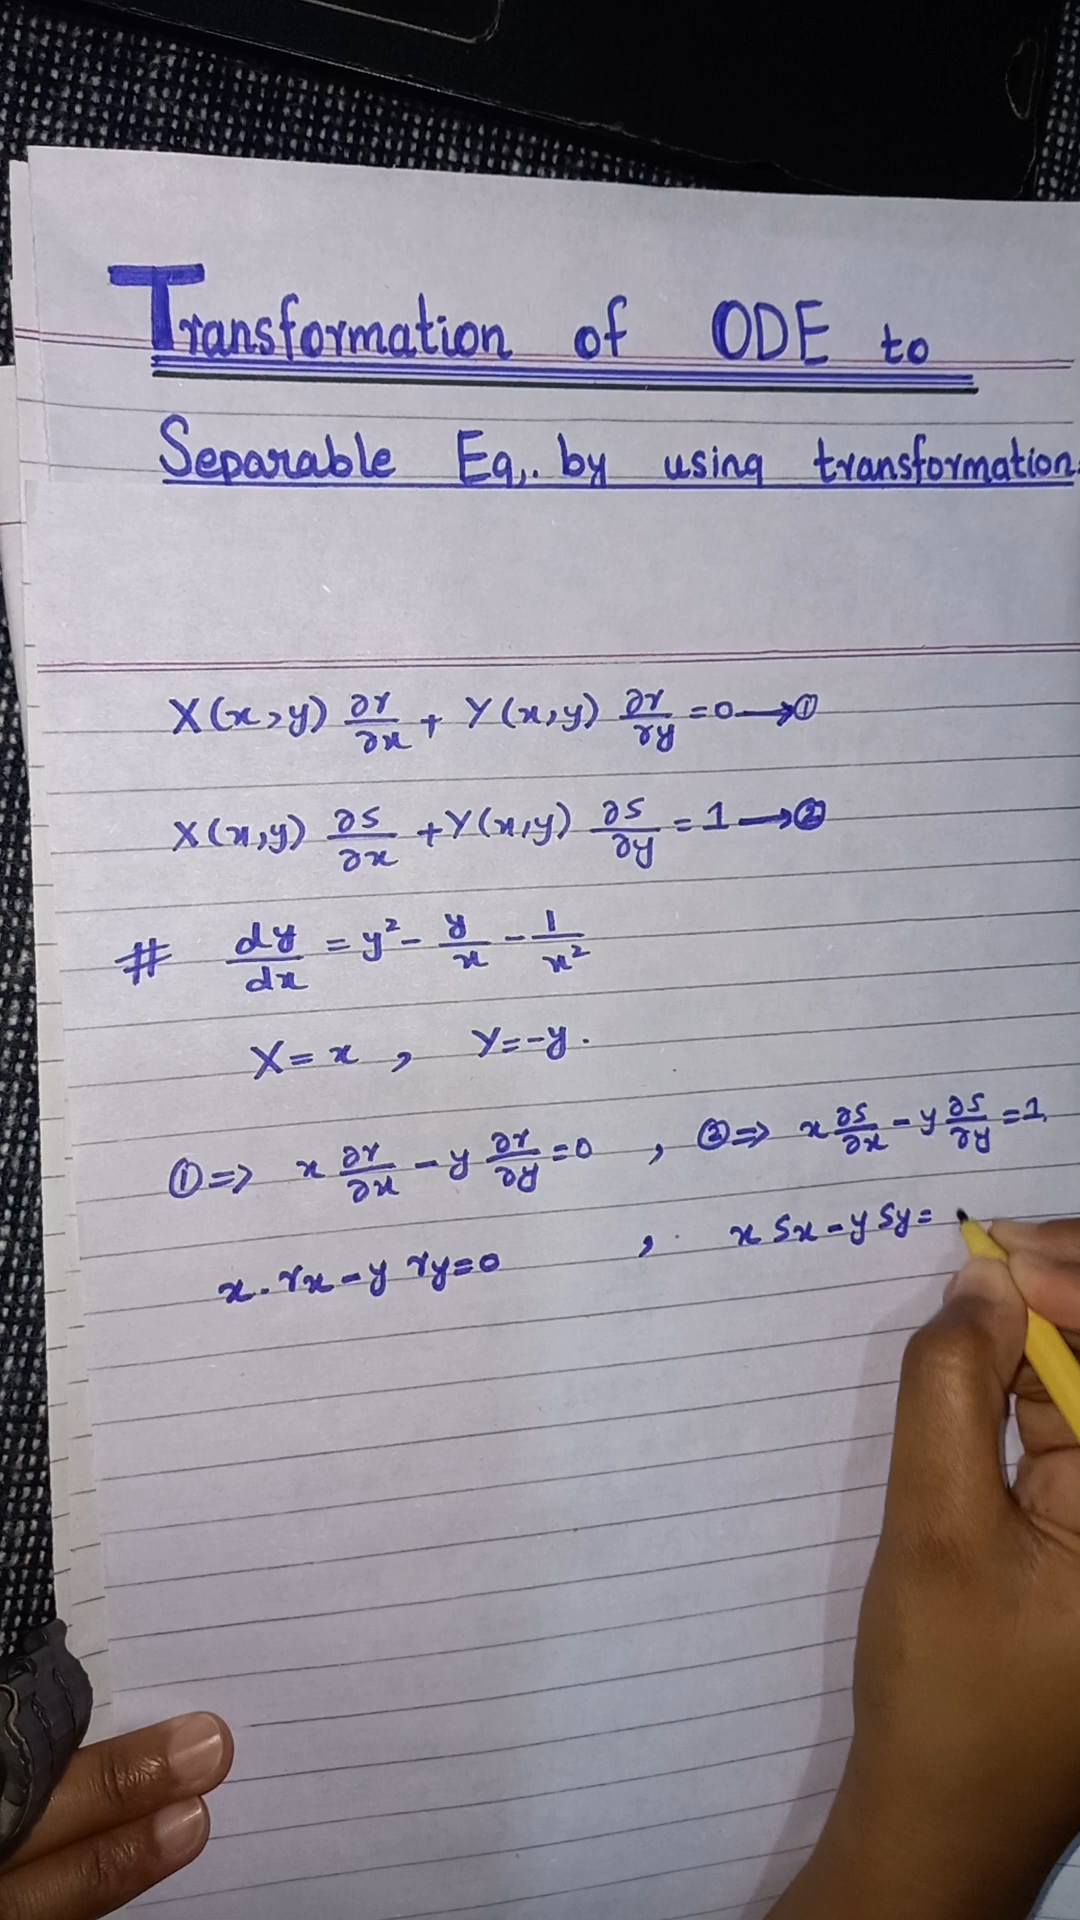 Transformation of ODE to
Separable Eq. by using transformation.
X(x,y) ∂r/∂x + Y(x,y) ∂r/ry = 0 → ①
X(x,y) ∂s/∂x + Y(x,y) ∂s/∂y = 1 → ②
# dy/dx = y² - y/x - 1/x²
X = x , Y = -y.
① ⇒ x ∂r/∂x - y ∂r/∂y = 0 , ② ⇒ x ∂s/∂x - y ∂s/∂y = 1
x. rx - y ry = 0 , x Sx - y Sy =